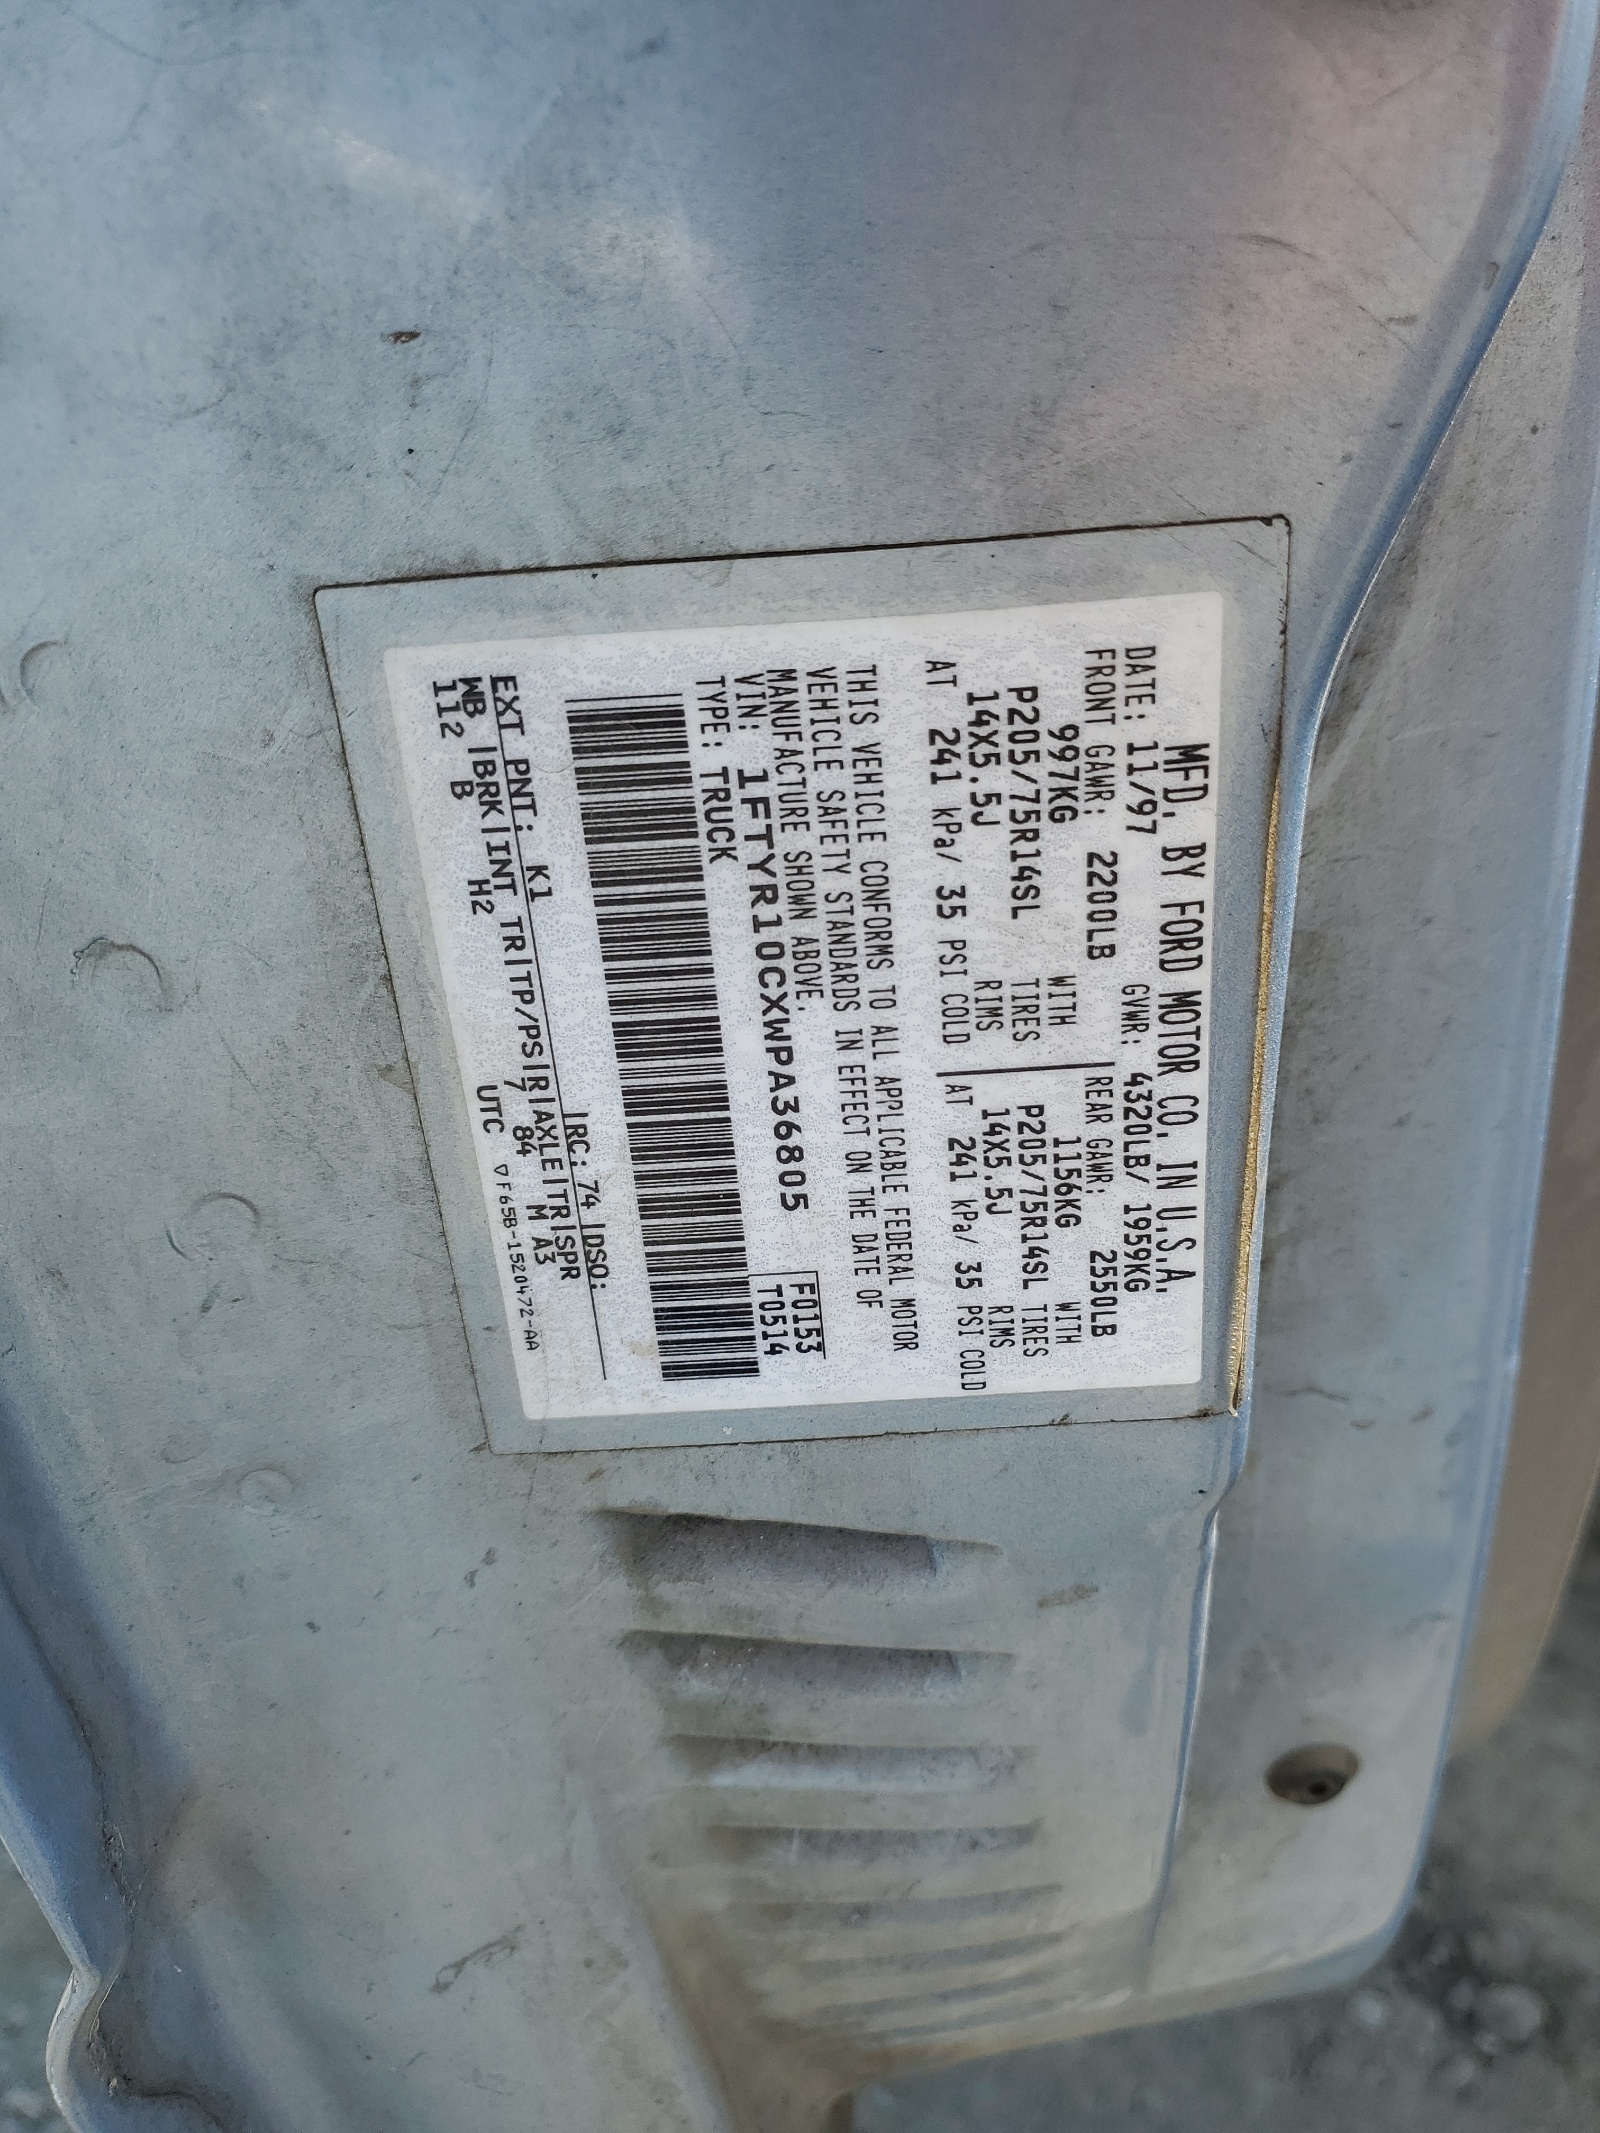 MFD. BY FORD MOTOR CO. IN U.S.A.
DATE: 11/97 GVWR: 4320LB/ 1959KG
FRONT GAWR: 2200LB REAR GAWR: 2550LB
997KG WITH 1156KG WITH
P205/75R14SL TIRES P205/75R14SL TIRES
14X5.5J RIMS 14X5.5J RIMS
AT 241 kPa/ 35 PSI COLD AT 241 kPa/ 35 PSI COLD
THIS VEHICLE CONFORMS TO ALL APPLICABLE FEDERAL MOTOR
VEHICLE SAFETY STANDARDS IN EFFECT ON THE DATE OF
MANUFACTURE SHOWN ABOVE.
VIN: 1FTYR10CXWPA36805 F0153
TYPE: TRUCK T0514
EXT PNT: K1 RC: 74 DSO:
WB BRK INT TR TP/PS R AXLE TR SPR
112 B H2 7 84 M A3
UTC ▽F65B-1520472-AA